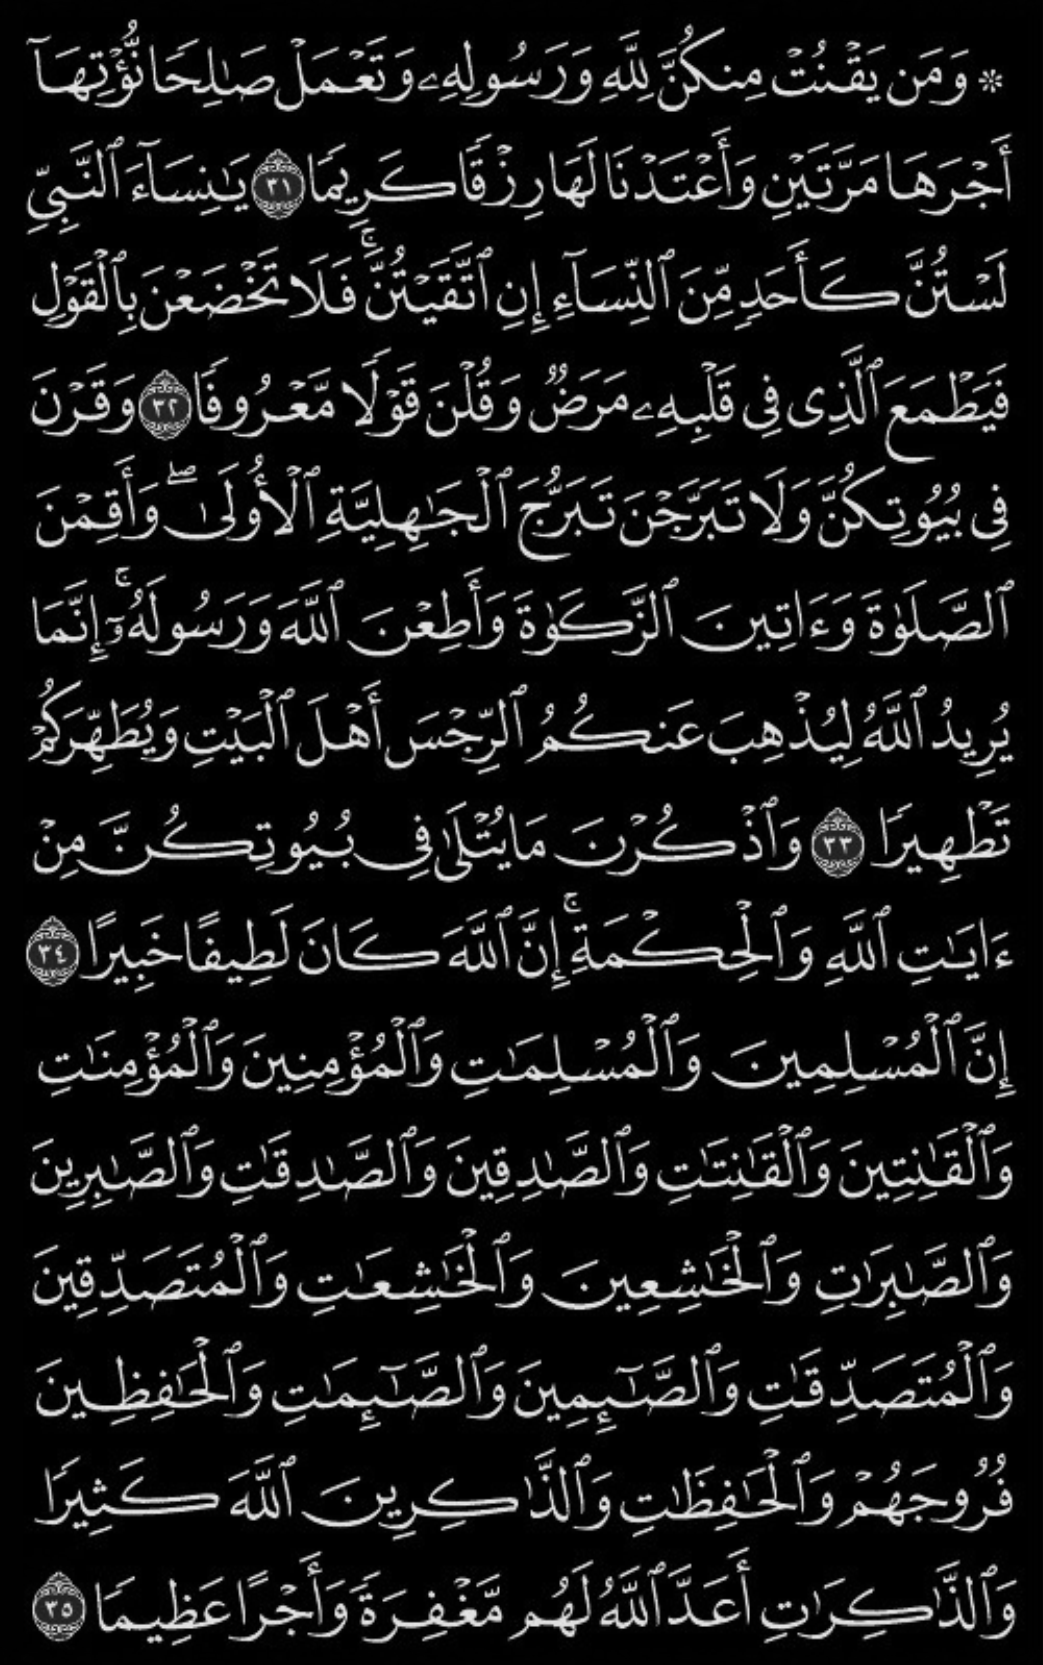 ۞ وَمَن يَقْنُتْ مِنكُنَّ لِلَّهِ وَرَسُولِهِۦ وَتَعْمَلْ صَٰلِحًا نُّؤْتِهَآ
أَجْرَهَا مَرَّتَيْنِ وَأَعْتَدْنَا لَهَا رِزْقًا كَرِيمًا ٣١ يَٰنِسَآءَ ٱلنَّبِىِّ
لَسْتُنَّ كَأَحَدٍ مِّنَ ٱلنِّسَآءِ إِنِ ٱتَّقَيْتُنَّۚ فَلَا تَخْضَعْنَ بِٱلْقَوْلِ
فَيَطْمَعَ ٱلَّذِى فِى قَلْبِهِۦ مَرَضٌ وَقُلْنَ قَوْلًا مَّعْرُوفًا ٣٢ وَقَرْنَ
فِى بُيُوتِكُنَّ وَلَا تَبَرَّجْنَ تَبَرُّجَ ٱلْجَٰهِلِيَّةِ ٱلْأُولَىٰۖ وَأَقِمْنَ
ٱلصَّلَوٰةَ وَءَاتِينَ ٱلزَّكَوٰةَ وَأَطِعْنَ ٱللَّهَ وَرَسُولَهُۥٓۚ إِنَّمَا
يُرِيدُ ٱللَّهُ لِيُذْهِبَ عَنكُمُ ٱلرِّجْسَ أَهْلَ ٱلْبَيْتِ وَيُطَهِّرَكُمْ
تَطْهِيرًا ٣٣ وَٱذْكُرْنَ مَا يُتْلَىٰ فِى بُيُوتِكُنَّ مِنْ
ءَايَٰتِ ٱللَّهِ وَٱلْحِكْمَةِۚ إِنَّ ٱللَّهَ كَانَ لَطِيفًا خَبِيرًا ٣٤
إِنَّ ٱلْمُسْلِمِينَ وَٱلْمُسْلِمَٰتِ وَٱلْمُؤْمِنِينَ وَٱلْمُؤْمِنَٰتِ
وَٱلْقَٰنِتِينَ وَٱلْقَٰنِتَٰتِ وَٱلصَّٰدِقِينَ وَٱلصَّٰدِقَٰتِ وَٱلصَّٰبِرِينَ
وَٱلصَّٰبِرَٰتِ وَٱلْخَٰشِعِينَ وَٱلْخَٰشِعَٰتِ وَٱلْمُتَصَدِّقِينَ
وَٱلْمُتَصَدِّقَٰتِ وَٱلصَّٰٓئِمِينَ وَٱلصَّٰٓئِمَٰتِ وَٱلْحَٰفِظِينَ
فُرُوجَهُمْ وَٱلْحَٰفِظَٰتِ وَٱلذَّٰكِرِينَ ٱللَّهَ كَثِيرًا
وَٱلذَّٰكِرَٰتِ أَعَدَّ ٱللَّهُ لَهُم مَّغْفِرَةً وَأَجْرًا عَظِيمًا ٣٥